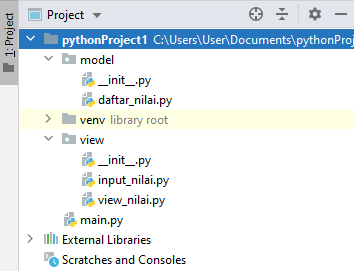 1: Project
Project
pythonProject1 C:\Users\User\Documents\pythonProj
model
__init__.py
daftar_nilai.py
venv library root
view
__init__.py
input_nilai.py
view_nilai.py
main.py
External Libraries
Scratches and Consoles